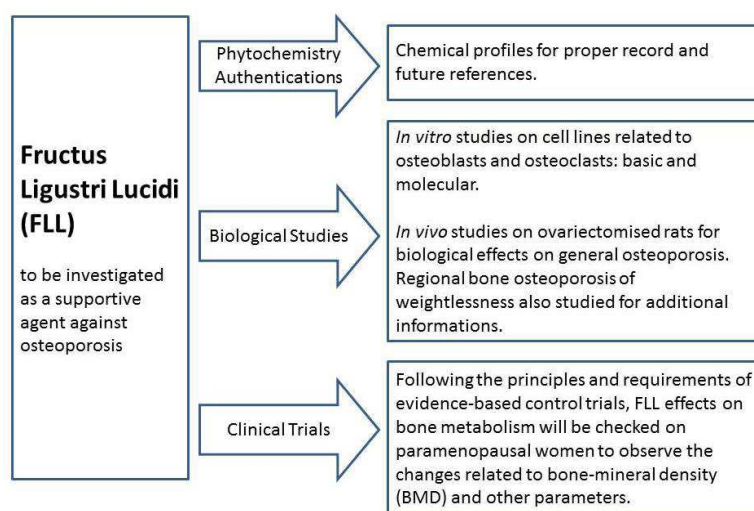 Fructus
Ligustri Lucidi
(FLL)
to be investigated
as a supportive
agent against
osteoporosis
Phytochemistry
Authentications
Chemical profiles for proper record and
future references.
Biological Studies
In vitro studies on cell lines related to
osteoblasts and osteoclasts: basic and
molecular.
In vivo studies on ovariectomised rats for
biological effects on general osteoporosis.
Regional bone osteoporosis of
weightlessness also studied for additional
informations.
Clinical Trials
Following the principles and requirements of
evidence-based control trials, FLL effects on
bone metabolism will be checked on
paramenopausal women to observe the
changes related to bone-mineral density
(BMD) and other parameters.